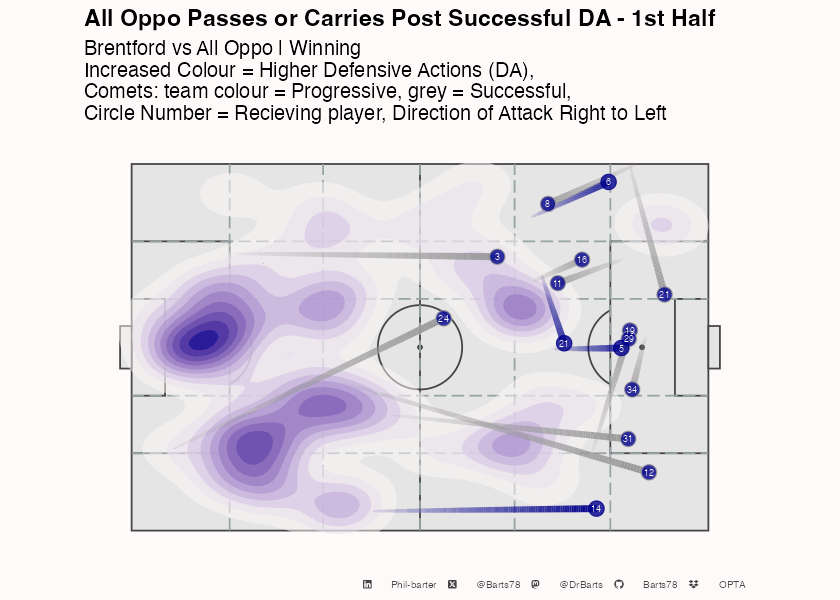 All Oppo Passes or Carries Post Successful DA - 1st Half
Brentford vs All Oppo | Winning
Increased Colour = Higher Defensive Actions (DA),
Comets: team colour = Progressive, grey = Successful,
Circle Number = Recieving player, Direction of Attack Right to Left
6
8
3
16
11
21
24
19
29
21
5
34
31
12
14
Phil-barter @Barts78 @DrBarts Barts78 OPTA